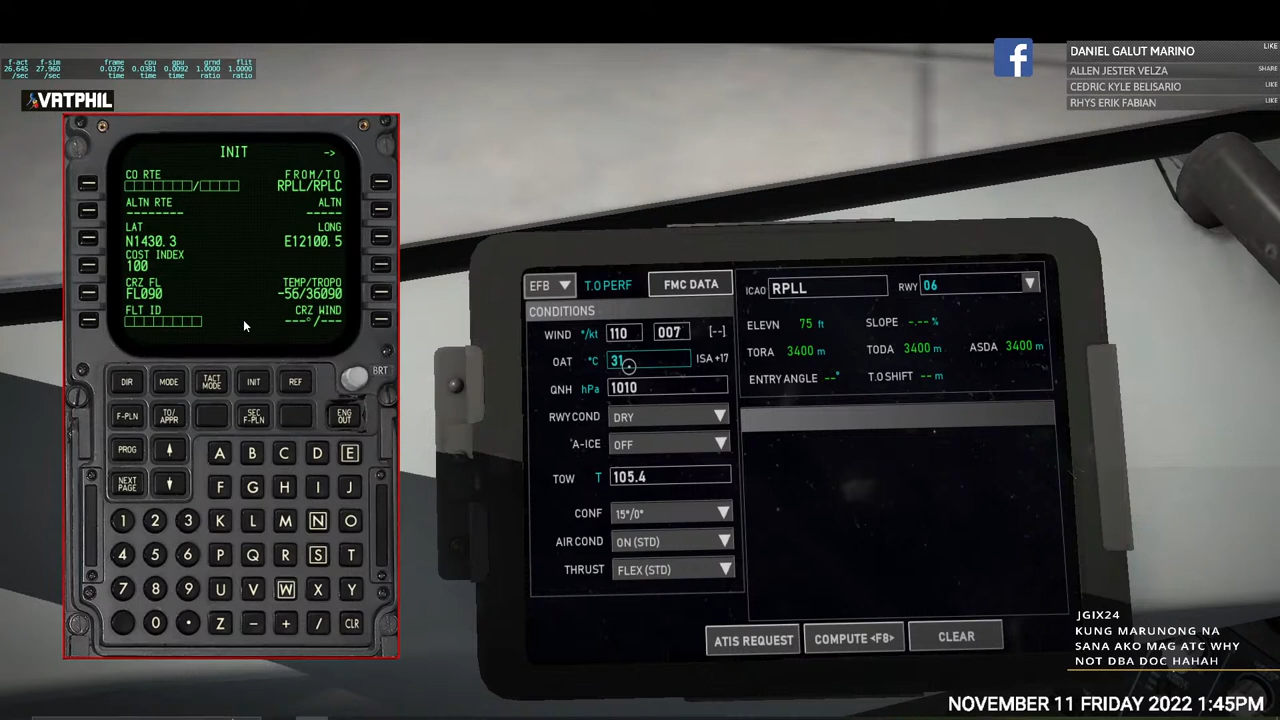 f-act f-sim frame cpu gpu grnd flit
26.645 27.960 0.0375 0.0381 0.0092 1.0000 1.0000
/sec /sec time time time ratio ratio
VATPHIL
f
DANIEL GALUT MARINO LIKE
ALLEN JESTER VELZA SHARE
CEDRIC KYLE BELISARIO LIKE
RHYS ERIK FABIAN LIKE
INIT ->
CO RTE FROM/TO
/ RPLL/RPLC
ALTN RTE ALTN
-------- -----
LAT LONG
N1430.3 E12100.5
COST INDEX
100
CRZ FL TEMP/TROPO
FL090 -56/36090
FLT ID CRZ WIND
---°/---
BRT
DIR MODE TACT MODE INIT REF
F-PLN TO/APPR SEC F-PLN ENG OUT
PROG
NEXT PAGE
A B C D E
F G H I J
1 2 3 K L M N O
4 5 6 P Q R S T
7 8 9 U V W X Y
0 • Z − + / CLR
EFB T.O PERF FMC DATA
CONDITIONS
WIND °/kt 110 007 [--]
OAT °C 31 ISA +17
QNH hPa 1010
RWY COND DRY
A-ICE OFF
TOW T 105.4
CONF 15°/0°
AIR COND ON (STD)
THRUST FLEX (STD)
ICAO RPLL RWY 06
ELEVN 75 ft SLOPE -.-- %
TORA 3400 m TODA 3400 m ASDA 3400 m
ENTRY ANGLE --° T.O SHIFT -- m
ATIS REQUEST COMPUTE <F8> CLEAR
JGIX24
KUNG MARUNONG NA
SANA AKO MAG ATC WHY
NOT DBA DOC HAHAH
NOVEMBER 11 FRIDAY 2022 1:45PM